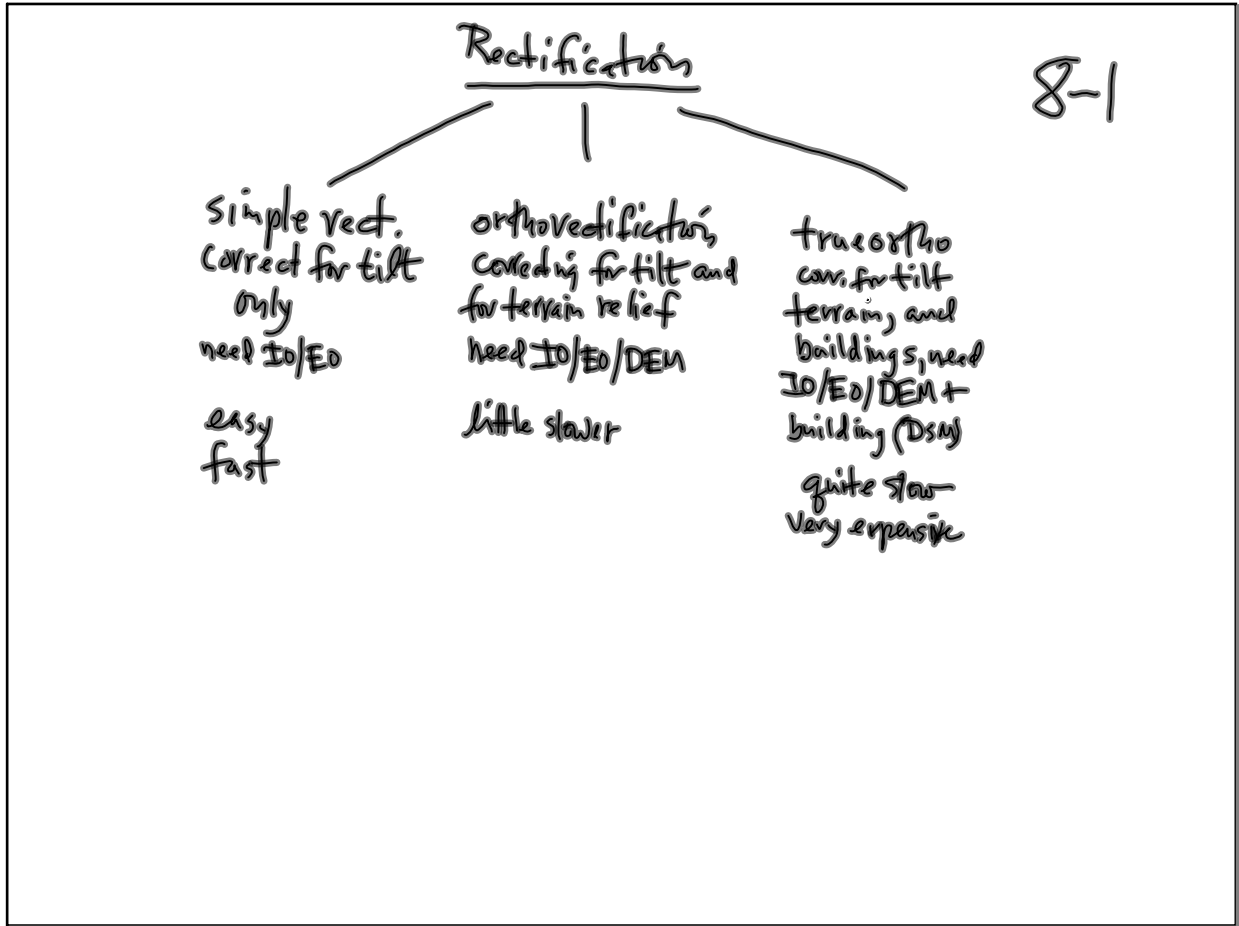 Rectification
8-1
simple rect.
correct for tilt
only
need IO/EO
easy
fast
orthorectification
correcting for tilt and
for terrain relief
need IO/EO/DEM
little slower
true ortho
corr. for tilt
terrain, and
buildings, need
IO/EO/DEM +
building (DSM)
quite slow
very expensive